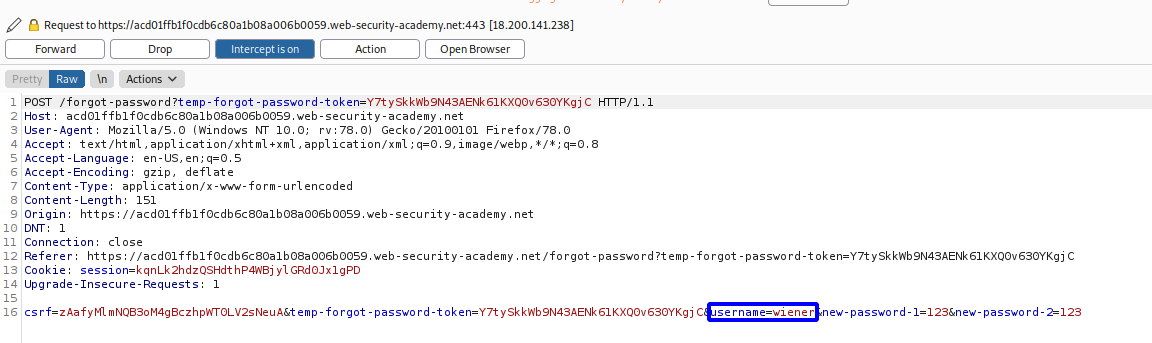 Request to https://acd01ffb1f0cdb6c80a1b08a006b0059.web-security-academy.net:443 [18.200.141.238]
Forward Drop Intercept is on Action Open Browser
Pretty Raw \n Actions
1 POST /forgot-password?temp-forgot-password-token=Y7tySkkWb9N43AENk61KXQ0v630YKgjC HTTP/1.1
2 Host: acd01ffb1f0cdb6c80a1b08a006b0059.web-security-academy.net
3 User-Agent: Mozilla/5.0 (Windows NT 10.0; rv:78.0) Gecko/20100101 Firefox/78.0
4 Accept: text/html,application/xhtml+xml,application/xml;q=0.9,image/webp,*/*;q=0.8
5 Accept-Language: en-US,en;q=0.5
6 Accept-Encoding: gzip, deflate
7 Content-Type: application/x-www-form-urlencoded
8 Content-Length: 151
9 Origin: https://acd01ffb1f0cdb6c80a1b08a006b0059.web-security-academy.net
10 DNT: 1
11 Connection: close
12 Referer: https://acd01ffb1f0cdb6c80a1b08a006b0059.web-security-academy.net/forgot-password?temp-forgot-password-token=Y7tySkkWb9N43AENk61KXQ0v630YKgjC
13 Cookie: session=kqnLk2hdzQSHdthP4WBjylGRd0Jx1gPD
14 Upgrade-Insecure-Requests: 1
15
16 csrf=zAafyMlmNQB3oM4gBczhpWT0LV2sNeuA&temp-forgot-password-token=Y7tySkkWb9N43AENk61KXQ0v630YKgjC&username=wiener&new-password-1=123&new-password-2=123